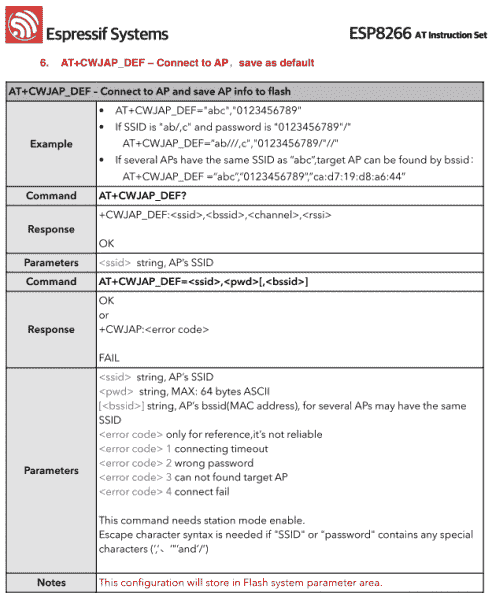 Espressif Systems
ESP8266 AT Instruction Set
6. AT+CWJAP_DEF – Connect to AP，save as default
AT+CWJAP_DEF – Connect to AP and save AP info to flash
Example
• AT+CWJAP_DEF="abc","0123456789"
• If SSID is "ab/,c" and password is "0123456789"/"
AT+CWJAP_DEF="ab///,c","0123456789/"//"
• If several APs have the same SSID as "abc",target AP can be found by bssid：
AT+CWJAP_DEF ="abc","0123456789","ca:d7:19:d8:a6:44"
Command
AT+CWJAP_DEF?
Response
+CWJAP_DEF:<ssid>,<bssid>,<channel>,<rssi>
OK
Parameters
<ssid> string, AP's SSID
Command
AT+CWJAP_DEF=<ssid>,<pwd>[,<bssid>]
Response
OK
or
+CWJAP:<error code>
FAIL
Parameters
<ssid> string, AP's SSID
<pwd> string, MAX: 64 bytes ASCII
[<bssid>] string, AP's bssid(MAC address), for several APs may have the same
SSID
<error code> only for reference,it's not reliable
<error code> 1 connecting timeout
<error code> 2 wrong password
<error code> 3 can not found target AP
<error code> 4 connect fail
This command needs station mode enable.
Escape character syntax is needed if "SSID" or "password" contains any special
characters (','、'"'and'/')
Notes
This configuration will store in Flash system parameter area.